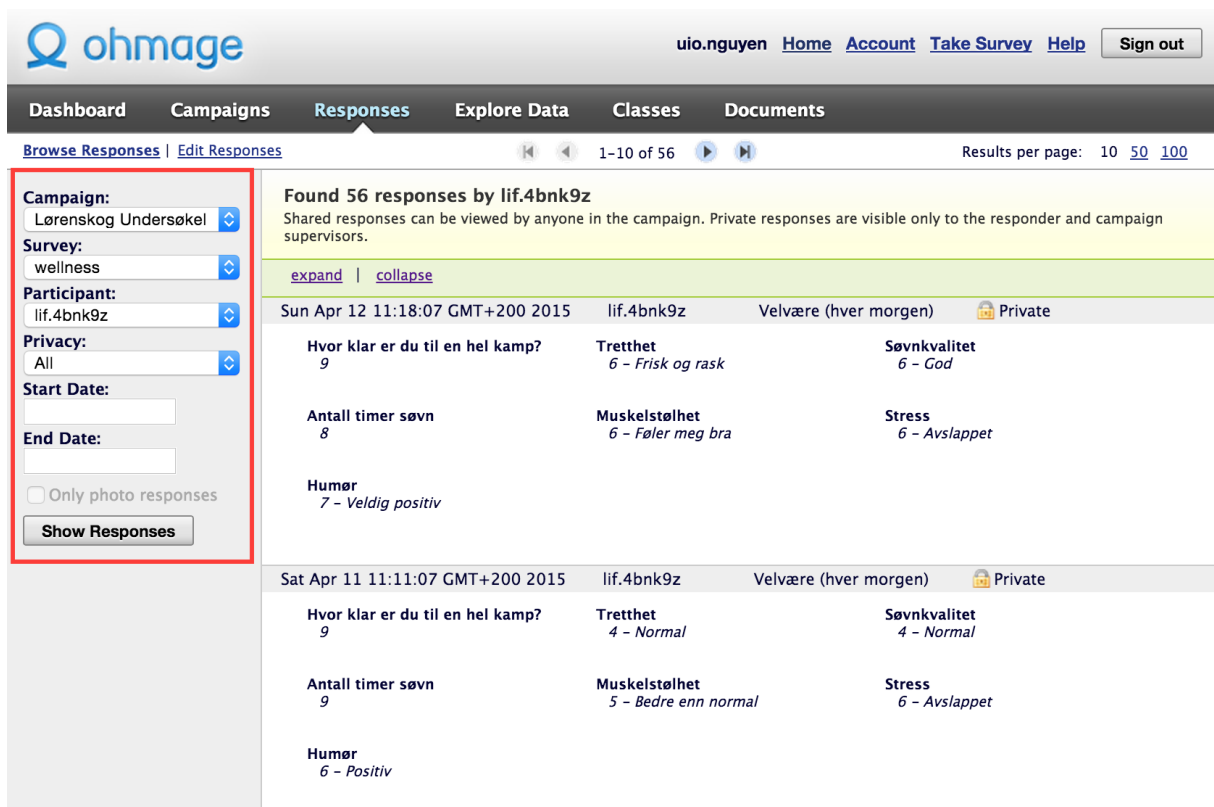 ohmage
uio.nguyen Home Account Take Survey Help Sign out
Dashboard Campaigns Responses Explore Data Classes Documents
Browse Responses | Edit Responses 1–10 of 56 Results per page: 10 50 100
Campaign:
Lørenskog Undersøkel
Survey:
wellness
Participant:
lif.4bnk9z
Privacy:
All
Start Date:
End Date:
Only photo responses
Show Responses
Found 56 responses by lif.4bnk9z
Shared responses can be viewed by anyone in the campaign. Private responses are visible only to the responder and campaign
supervisors.
expand | collapse
Sun Apr 12 11:18:07 GMT+200 2015 lif.4bnk9z Velvære (hver morgen) Private
Hvor klar er du til en hel kamp? Tretthet Søvnkvalitet
9 6 – Frisk og rask 6 – God
Antall timer søvn Muskelstølhet Stress
8 6 – Føler meg bra 6 – Avslappet
Humør
7 – Veldig positiv
Sat Apr 11 11:11:07 GMT+200 2015 lif.4bnk9z Velvære (hver morgen) Private
Hvor klar er du til en hel kamp? Tretthet Søvnkvalitet
9 4 – Normal 4 – Normal
Antall timer søvn Muskelstølhet Stress
9 5 – Bedre enn normal 6 – Avslappet
Humør
6 – Positiv